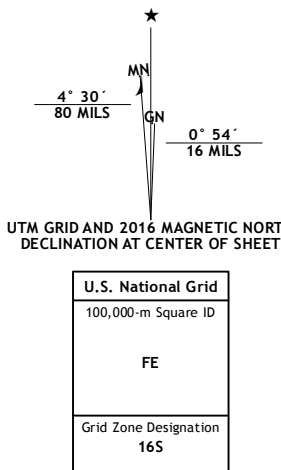 ★
MN
GN
4° 30´
80 MILS
0° 54´
16 MILS
UTM GRID AND 2016 MAGNETIC NORT
DECLINATION AT CENTER OF SHEET
U.S. National Grid
100,000-m Square ID
FE
Grid Zone Designation
16S